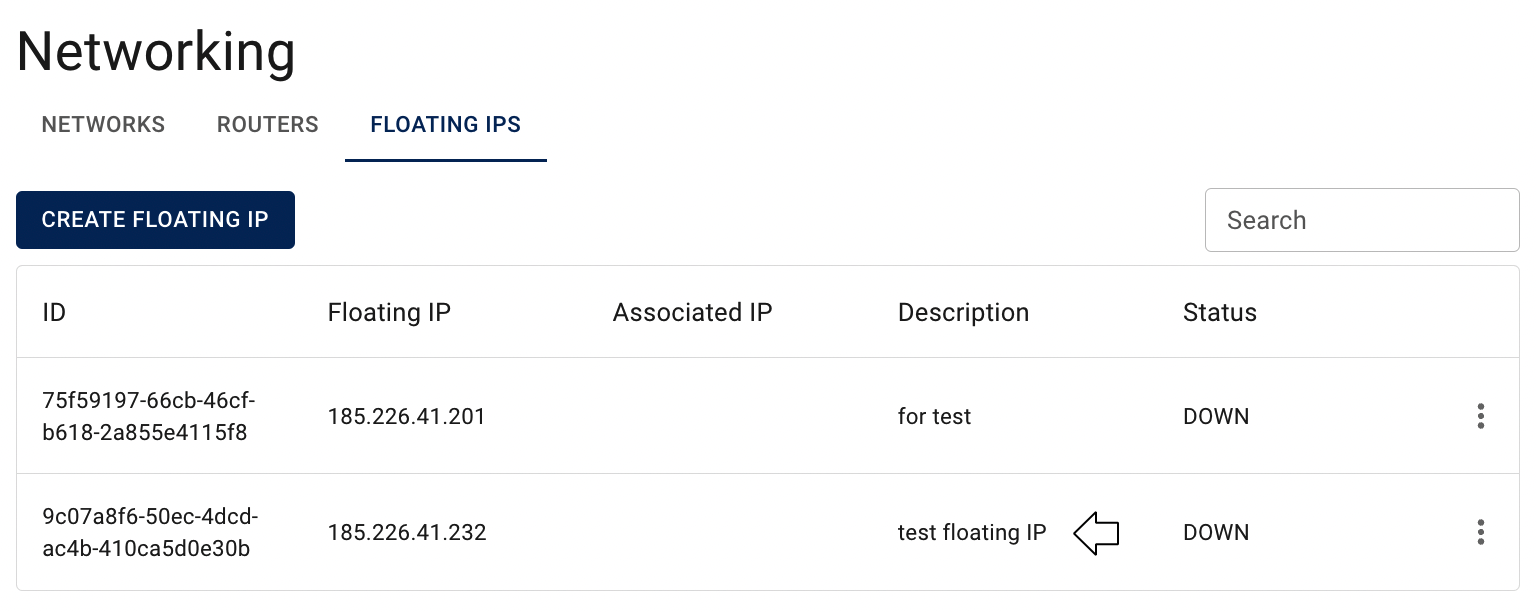 Networking
NETWORKS ROUTERS FLOATING IPS
CREATE FLOATING IP Search
ID Floating IP Associated IP Description Status
75f59197-66cb-46cf-
b618-2a855e4115f8 185.226.41.201 for test DOWN
9c07a8f6-50ec-4dcd-
ac4b-410ca5d0e30b 185.226.41.232 test floating IP DOWN